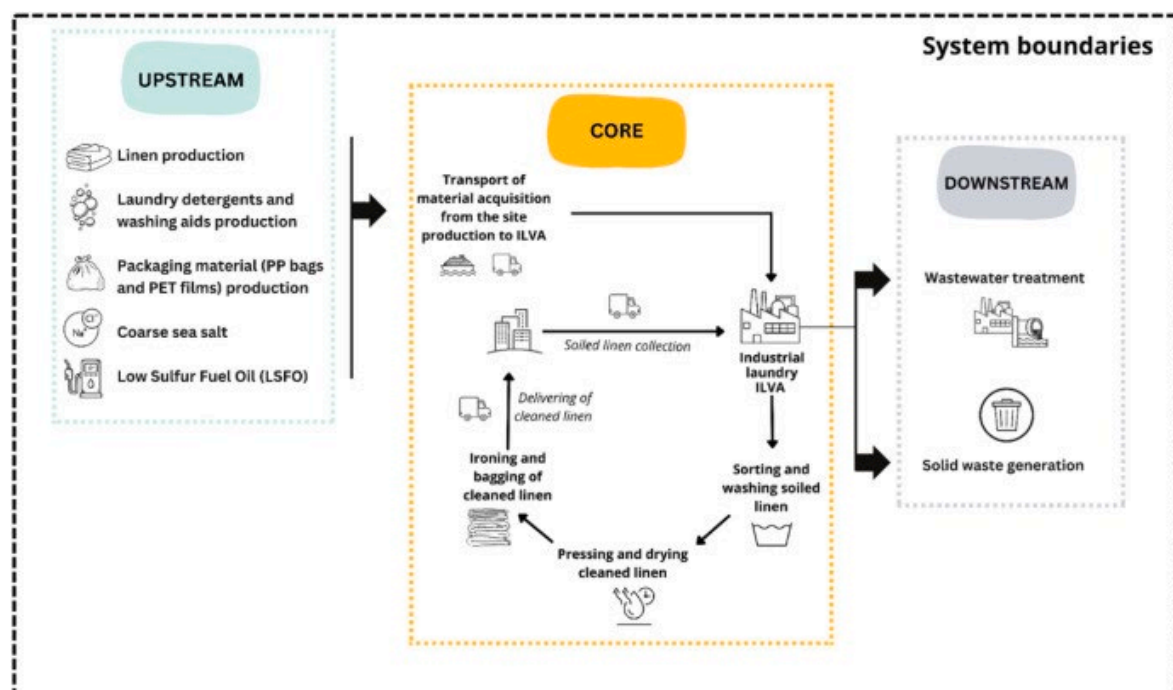 System boundaries
UPSTREAM
Linen production
Laundry detergents and
washing aids production
Packaging material (PP bags
and PET films) production
Cl⁻
Na⁺
Coarse sea salt
Low Sulfur Fuel Oil (LSFO)
CORE
Transport of
material acquisition
from the site
production to ILVA
Soiled linen collection
Industrial
laundry
ILVA
Delivering of
cleaned linen
Ironing and
bagging of
cleaned linen
Sorting and
washing soiled
linen
Pressing and drying
cleaned linen
DOWNSTREAM
Wastewater treatment
Solid waste generation